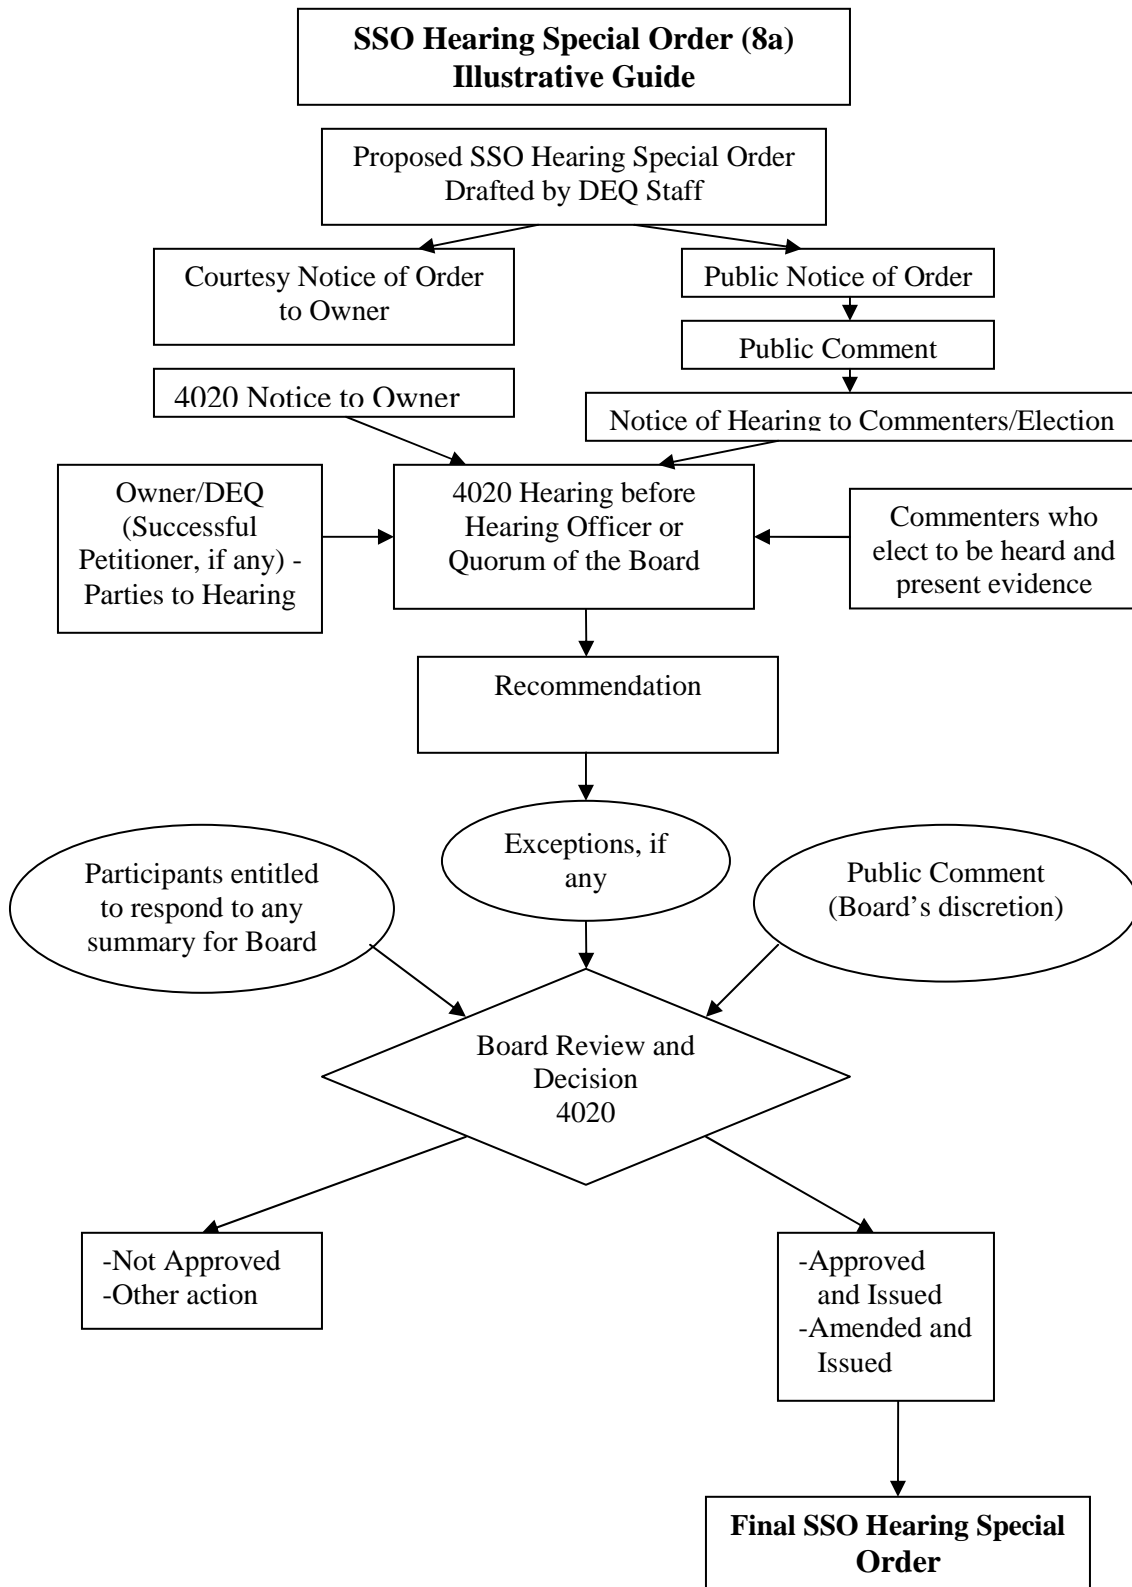 SSO Hearing Special Order (8a)
Illustrative Guide
Proposed SSO Hearing Special Order
Drafted by DEQ Staff
Courtesy Notice of Order
to Owner
Public Notice of Order
Public Comment
4020 Notice to Owner
Notice of Hearing to Commenters/Election
Owner/DEQ
(Successful
Petitioner, if any) -
Parties to Hearing
4020 Hearing before
Hearing Officer or
Quorum of the Board
Commenters who
elect to be heard and
present evidence
Recommendation
Exceptions, if
any
Participants entitled
to respond to any
summary for Board
Public Comment
(Board’s discretion)
Board Review and
Decision
4020
-Not Approved
-Other action
-Approved
and Issued
-Amended and
Issued
Final SSO Hearing Special
Order